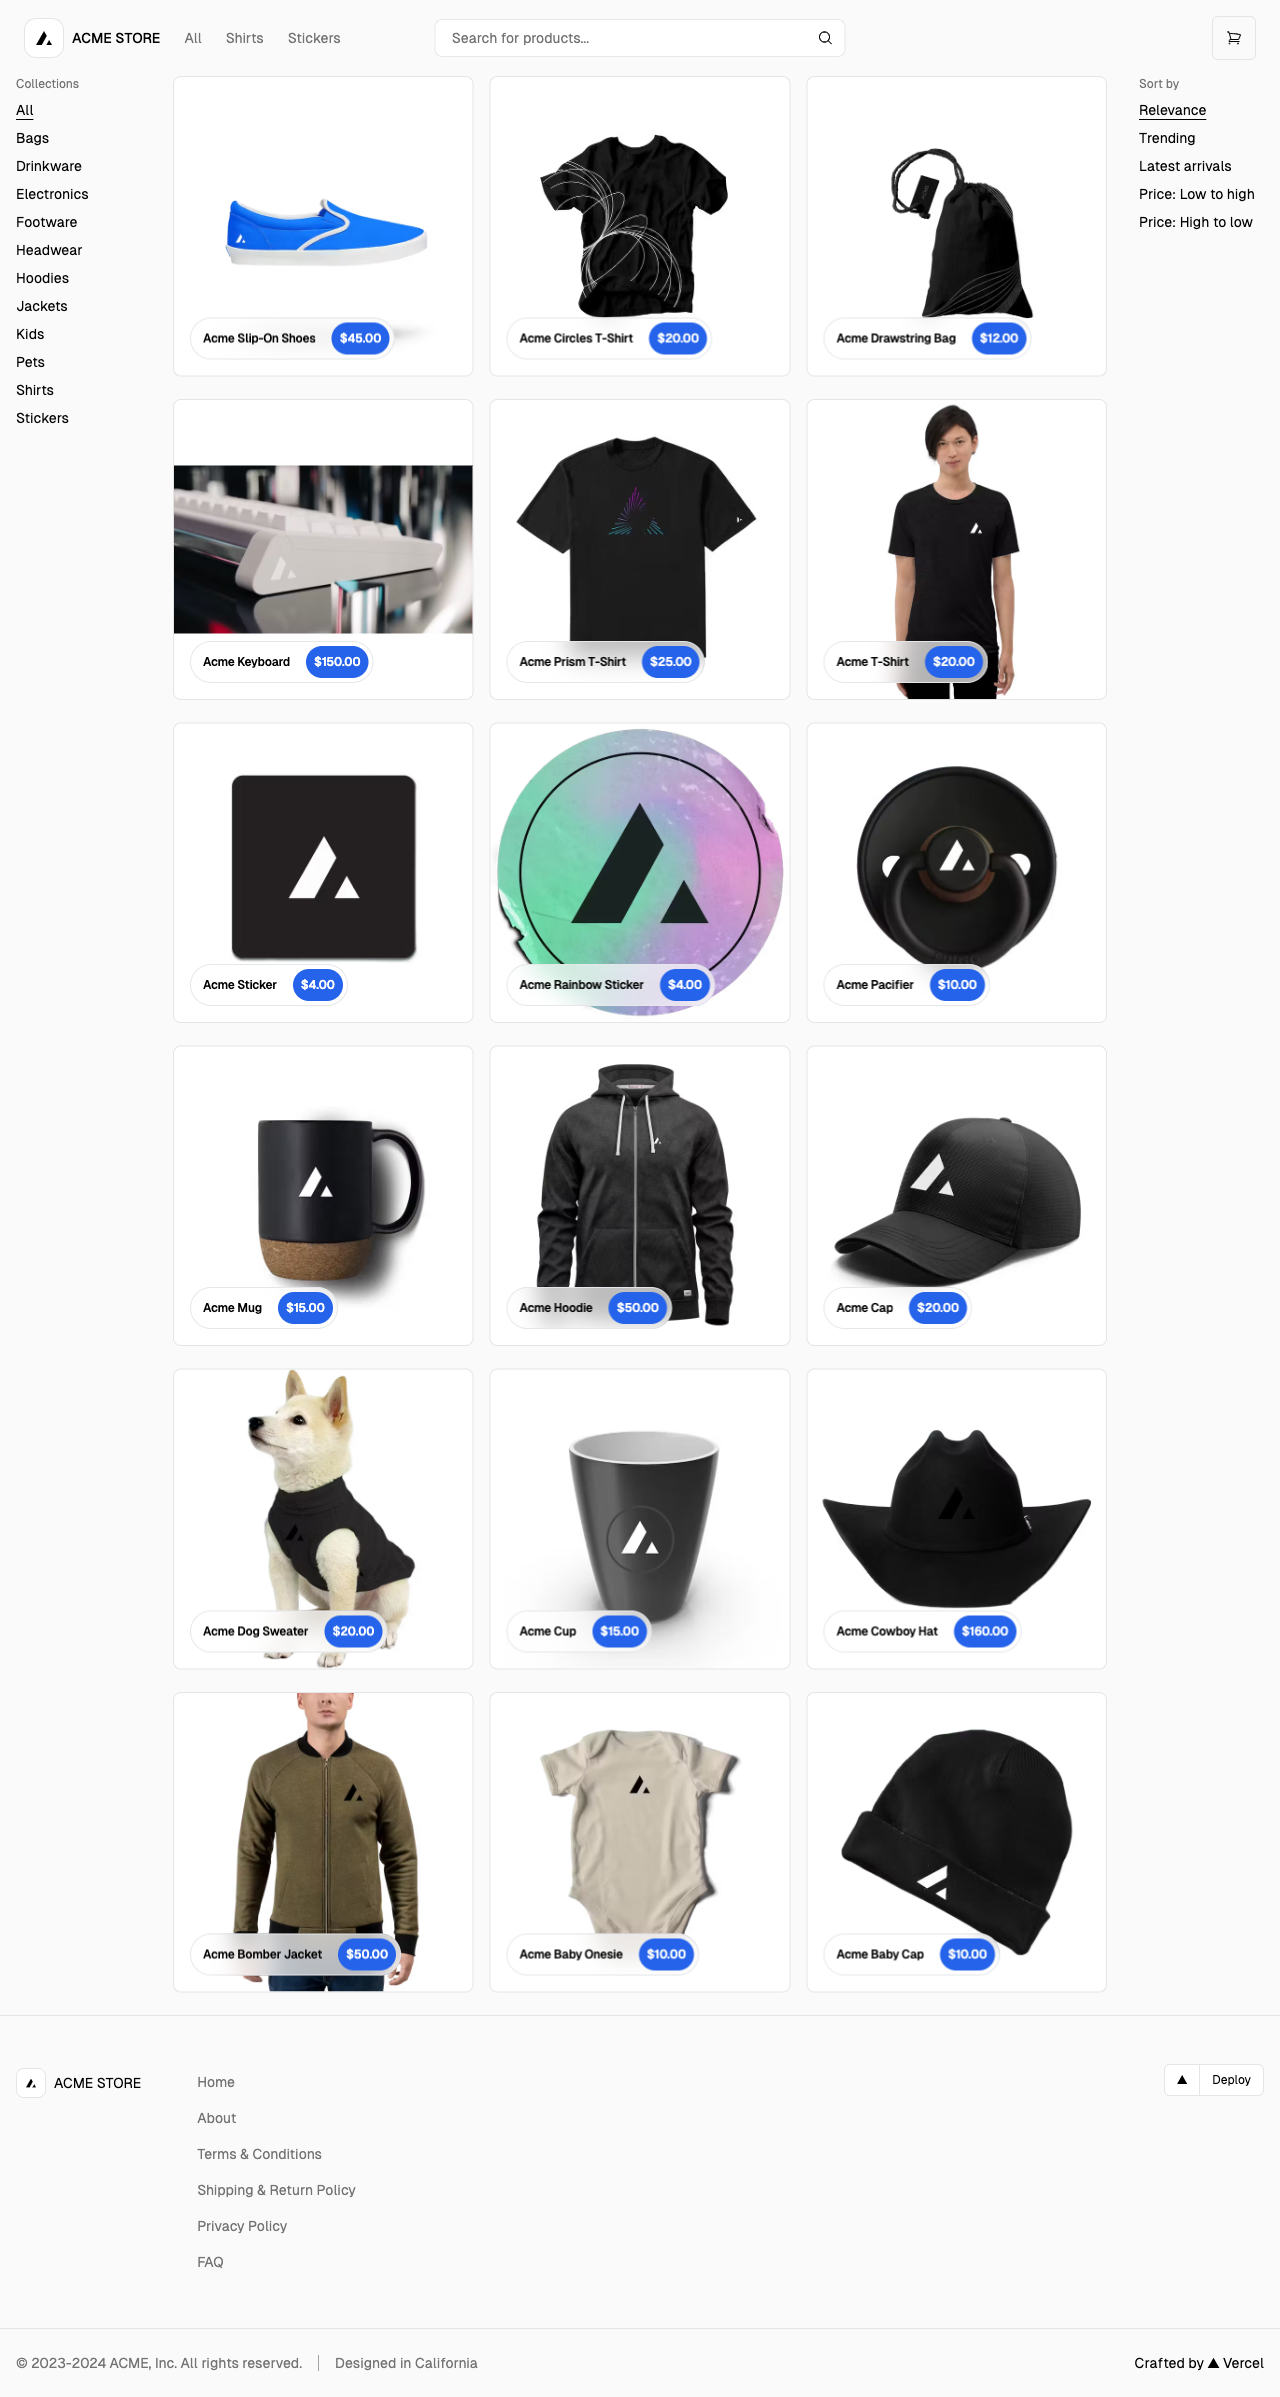 ACME STORE
All
Shirts
Stickers
Search for products...
Collections
All
Bags
Drinkware
Electronics
Footware
Headwear
Hoodies
Jackets
Kids
Pets
Shirts
Stickers
Acme Slip-On Shoes $45.00
Acme Circles T-Shirt $20.00
Acme Drawstring Bag $12.00
Acme Keyboard $150.00
Acme Prism T-Shirt $25.00
Acme T-Shirt $20.00
Acme Sticker $4.00
Acme Rainbow Sticker $4.00
Acme Pacifier $10.00
Acme Mug $15.00
Acme Hoodie $50.00
Acme Cap $20.00
Acme Dog Sweater $20.00
Acme Cup $15.00
Acme Cowboy Hat $160.00
Acme Bomber Jacket $50.00
Acme Baby Onesie $10.00
Acme Baby Cap $10.00
Sort by
Relevance
Trending
Latest arrivals
Price: Low to high
Price: High to low
ACME STORE
Home
About
Terms & Conditions
Shipping & Return Policy
Privacy Policy
FAQ
Deploy
© 2023-2024 ACME, Inc. All rights reserved.
Designed in California
Crafted by ▲ Vercel